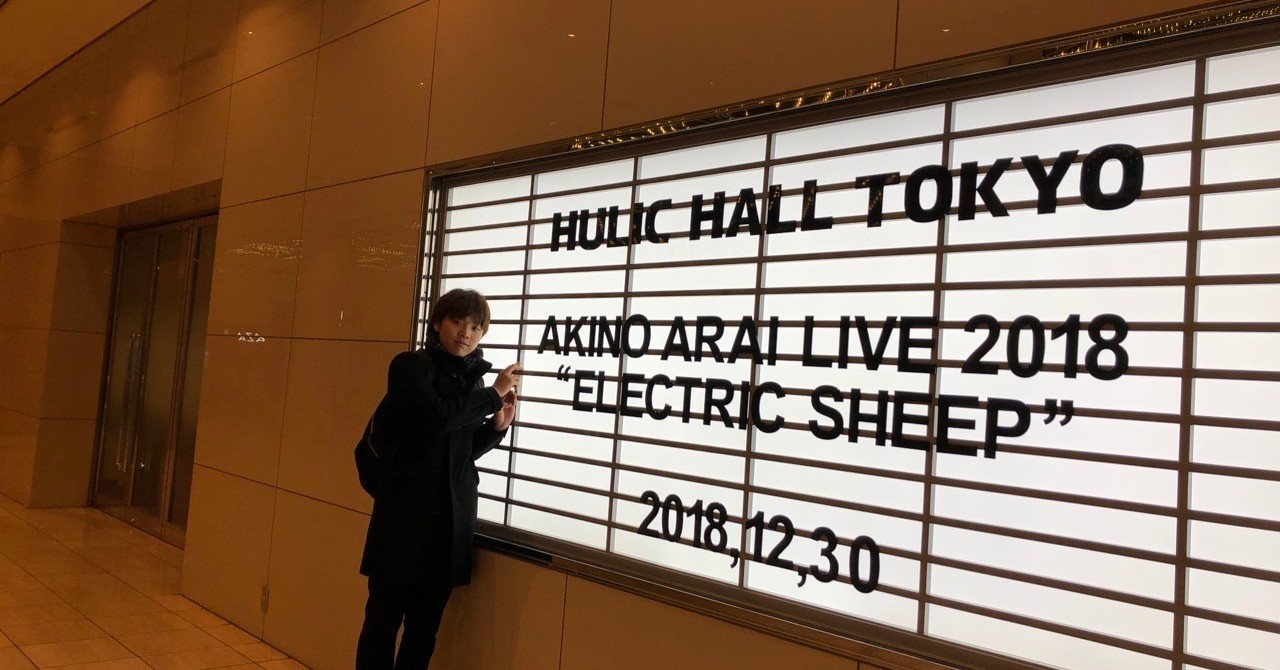 HULIC HALL TOKYO
AKINO ARAI LIVE 2018
“ELECTRIC SHEEP”
2018,12,30